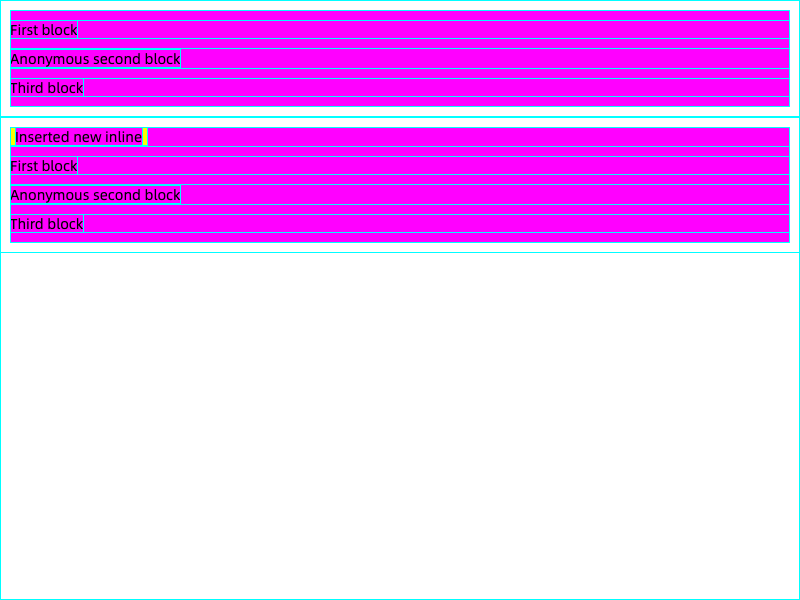 First block
Anonymous second block
Third block
Inserted new inline
First block
Anonymous second block
Third block